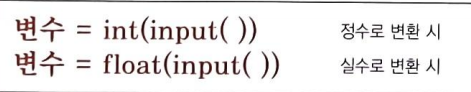 변수 = int(input( )) 정수로 변환 시
변수 = float(input( )) 실수로 변환 시